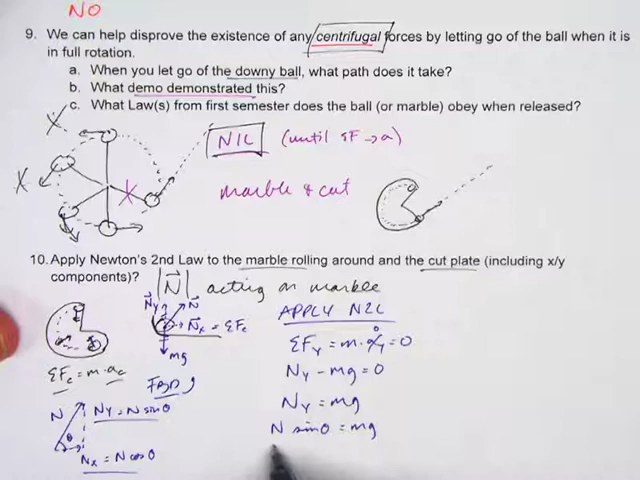 NO
9. We can help disprove the existence of any centrifugal forces by letting go of the ball when it is
in full rotation.
a. When you let go of the downy ball, what path does it take?
b. What demo demonstrated this?
c. What Law(s) from first semester does the ball (or marble) obey when released?
N1L (until ΣF → a)
marble & cut
10. Apply Newton's 2nd Law to the marble rolling around and the cut plate (including x/y
components)?
|N⃗| acting on marble
APPLY N2L
N⃗y N⃗
N⃗x = ΣFc
mg
FBD
ΣFc = m·ac
N Ny = N sinθ
θ
Nx = N cosθ
ΣFy = m·ay = 0
0
Ny - mg = 0
Ny = mg
N sinθ = mg